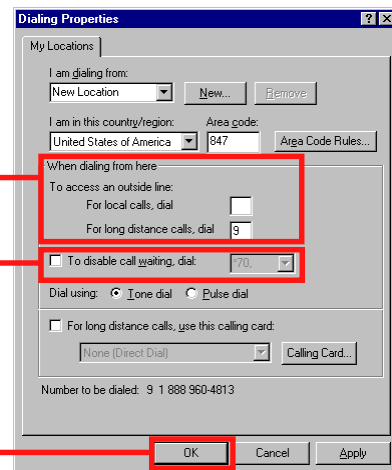 Dialing Properties
My Locations
I am dialing from:
New Location
New...
Remove
I am in this country/region:
Area code:
United States of America
847
Area Code Rules...
When dialing from here
To access an outside line:
For local calls, dial
For long distance calls, dial
9
To disable call waiting, dial:
*70,
Dial using:
Tone dial
Pulse dial
For long distance calls, use this calling card:
None (Direct Dial)
Calling Card...
Number to be dialed: 9 1 888 960-4813
OK
Cancel
Apply